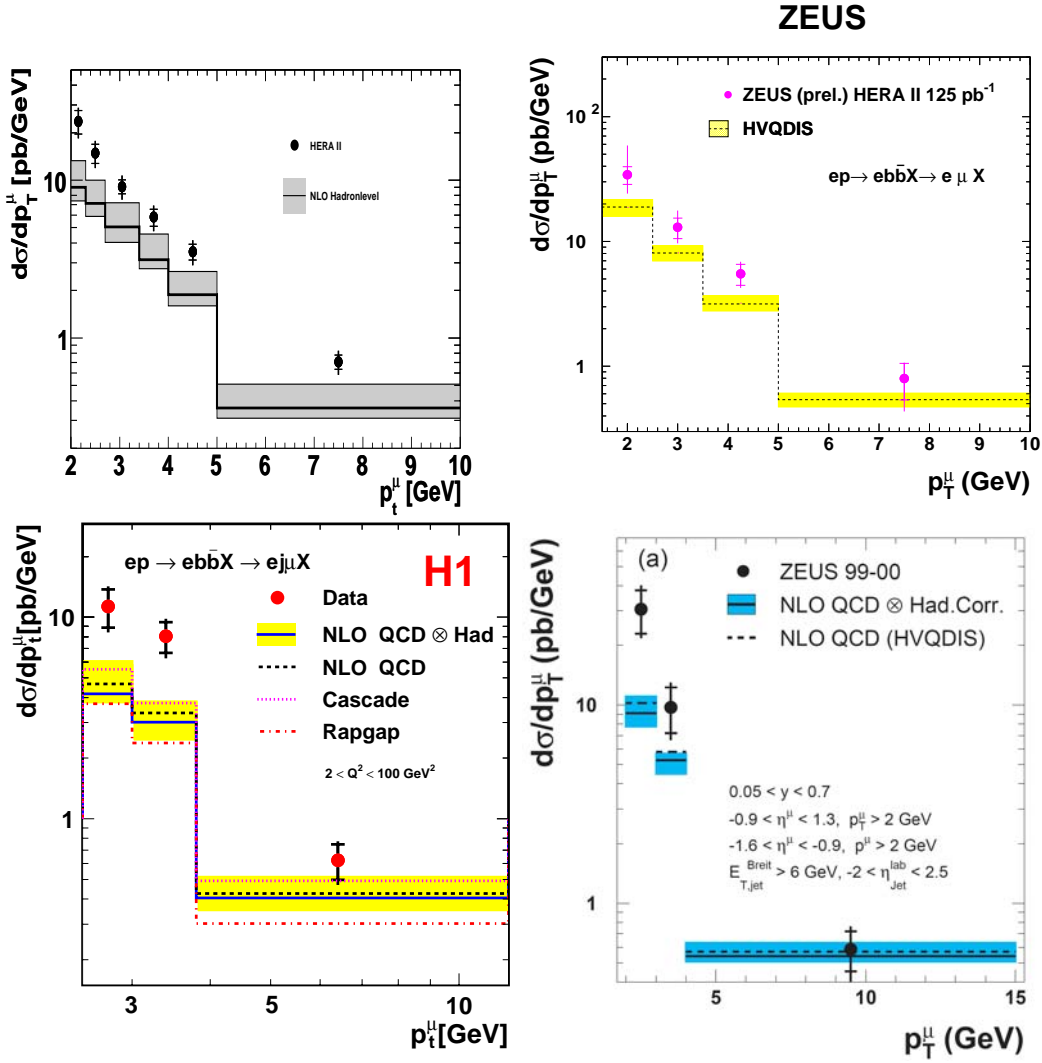 ZEUS
dσ/dp_T^μ [pb/GeV]
10
1
HERA II
NLO Hadronlevel
2 3 4 5 6 7 8 9 10
p_t^μ [GeV]
dσ/dp_T^μ (pb/GeV)
10^2
10
1
ZEUS (prel.) HERA II 125 pb^-1
HVQDIS
ep→ ebb̄X→ e μ X
2 3 4 5 6 7 8 9 10
p_T^μ (GeV)
dσ/dp_t^μ[pb/GeV]
10
1
ep → ebb̄X → ejμX
H1
Data
NLO QCD ⊗ Had
NLO QCD
Cascade
Rapgap
2 < Q^2 < 100 GeV^2
3 5 10
p_t^μ[GeV]
dσ/dp_T^μ (pb/GeV)
10
1
(a)
ZEUS 99-00
NLO QCD ⊗ Had.Corr.
NLO QCD (HVQDIS)
0.05 < y < 0.7
-0.9 < η^μ < 1.3, p_T^μ > 2 GeV
-1.6 < η^μ < -0.9, p^μ > 2 GeV
E_T,jet^Breit > 6 GeV, -2 < η_Jet^lab < 2.5
5 10 15
p_T^μ (GeV)